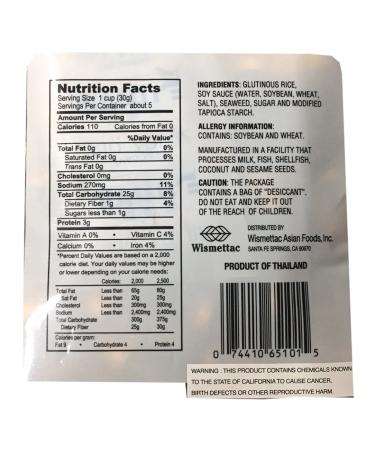 Nutrition Facts
Serving Size 1 cup (30g)
Servings Per Container about 5
Amount Per Serving
Calories 110 Calories from Fat 0
%Daily Value*
Total Fat 0g 0%
Saturated Fat 0g 0%
Trans Fat 0g
Cholesterol 0mg 0%
Sodium 270mg 11%
Total Carbohydrate 25g 8%
Dietary Fiber 1g 4%
Sugars less than 1g
Protein 3g
Vitamin A 0% • Vitamin C 4%
Calcium 0% • Iron 4%
*Percent Daily Values are based on a 2,000
calorie diet. Your daily values may be higher
or lower depending on your calorie needs.
Calories: 2,000 2,500
Total Fat Less than 65g 80g
Sat Fat Less than 20g 25g
Cholesterol Less than 300mg 300mg
Sodium Less than 2,400mg 2,400mg
Total Carbohydrate 300g 375g
Dietary Fiber 25g 30g
Calories per gram:
Fat 9 • Carbohydrate 4 • Protein 4
INGREDIENTS: GLUTINOUS RICE,
SOY SAUCE (WATER, SOYBEAN, WHEAT,
SALT), SEAWEED, SUGAR AND MODIFIED
TAPIOCA STARCH.
ALLERGY INFORMATION:
CONTAINS: SOYBEAN AND WHEAT.
MANUFACTURED IN A FACILITY THAT
PROCESSES MILK, FISH, SHELLFISH,
COCONUT AND SESAME SEEDS.
CAUTION: THE PACKAGE
CONTAINS A BAG OF "DESICCANT".
DO NOT EAT AND KEEP IT OUT
OF THE REACH OF CHILDREN.
Wismettac
DISTRIBUTED BY
Wismettac Asian Foods, Inc.
SANTA FE SPRINGS, CA 90670
PRODUCT OF THAILAND
0 74410 65101 5
WARNING : THIS PRODUCT CONTAINS CHEMICALS KNOWN
TO THE STATE OF CALIFORNIA TO CAUSE CANCER,
BIRTH DEFECTS OR OTHER REPRODUCTIVE HARM